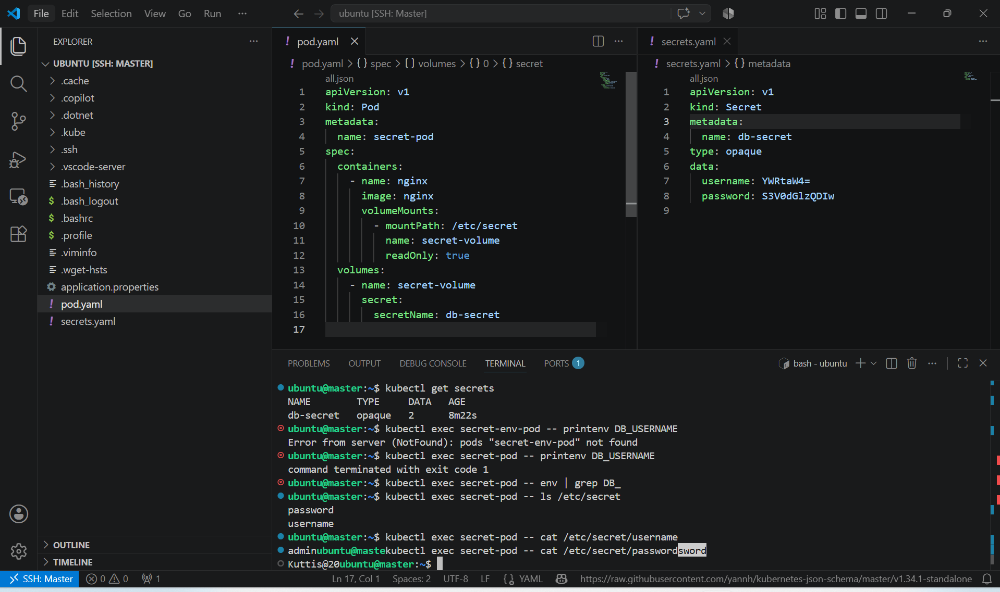 File Edit Selection View Go Run ···
ubuntu [SSH: Master]
EXPLORER
UBUNTU [SSH: MASTER]
.cache
.copilot
.dotnet
.kube
.ssh
.vscode-server
.bash_history
.bash_logout
.bashrc
.profile
.viminfo
.wget-hsts
application.properties
pod.yaml
secrets.yaml
OUTLINE
TIMELINE
pod.yaml
pod.yaml > { } spec > [ ] volumes > { } 0 > { } secret
all.json
1 apiVersion: v1
2 kind: Pod
3 metadata:
4   name: secret-pod
5 spec:
6   containers:
7     - name: nginx
8       image: nginx
9       volumeMounts:
10         - mountPath: /etc/secret
11           name: secret-volume
12           readOnly: true
13   volumes:
14     - name: secret-volume
15       secret:
16         secretName: db-secret
17
secrets.yaml
secrets.yaml > { } metadata
all.json
1 apiVersion: v1
2 kind: Secret
3 metadata:
4   name: db-secret
5 type: opaque
6 data:
7   username: YWRtaW4=
8   password: S3V0dGlzQDIw
9
PROBLEMS OUTPUT DEBUG CONSOLE TERMINAL PORTS 1
bash - ubuntu
ubuntu@master:~$ kubectl get secrets
NAME        TYPE     DATA   AGE
db-secret   opaque   2      8m22s
ubuntu@master:~$ kubectl exec secret-env-pod -- printenv DB_USERNAME
Error from server (NotFound): pods "secret-env-pod" not found
ubuntu@master:~$ kubectl exec secret-pod -- printenv DB_USERNAME
command terminated with exit code 1
ubuntu@master:~$ kubectl exec secret-pod -- env | grep DB_
ubuntu@master:~$ kubectl exec secret-pod -- ls /etc/secret
password
username
ubuntu@master:~$ kubectl exec secret-pod -- cat /etc/secret/username
adminubuntu@mastekubectl exec secret-pod -- cat /etc/secret/passwordsword
Kuttis@20ubuntu@master:~$
SSH: Master 0 0 1 Ln 17, Col 1 Spaces: 2 UTF-8 LF YAML https://raw.githubusercontent.com/yannh/kubernetes-json-schema/master/v1.34.1-standalone